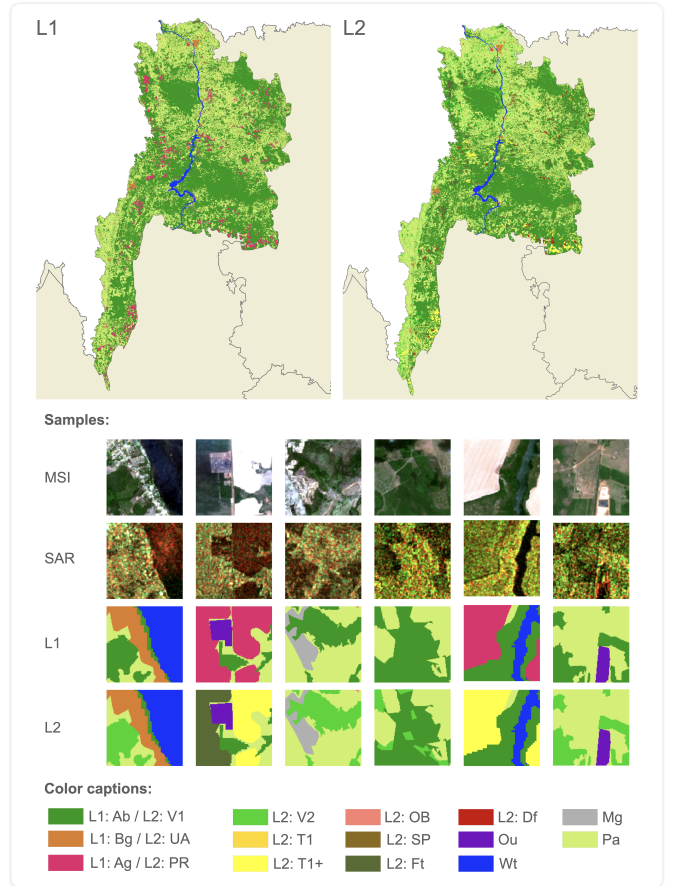 L1 L2
Samples:
MSI
SAR
L1
L2
Color captions:
L1: Ab / L2: V1 L2: V2 L2: OB L2: Df Mg
L1: Bg / L2: UA L2: T1 L2: SP Ou Pa
L1: Ag / L2: PR L2: T1+ L2: Ft Wt